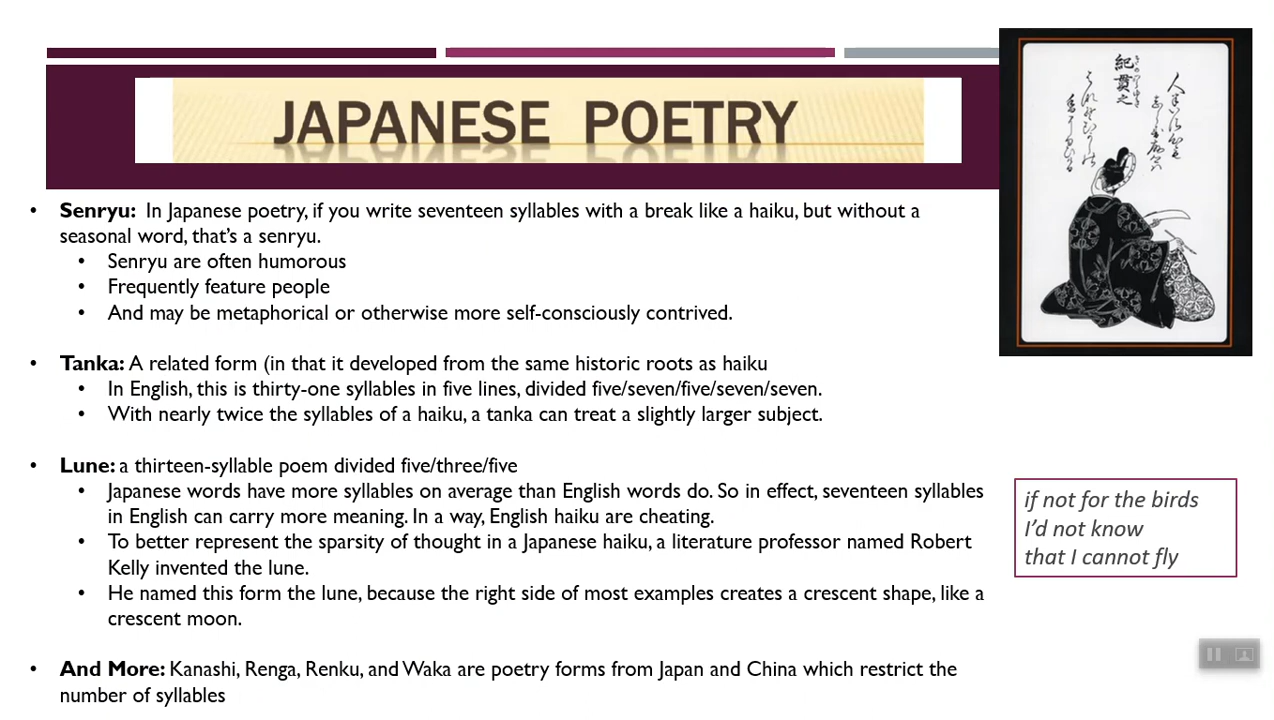 JAPANESE POETRY
紀貫之
• Senryu: In Japanese poetry, if you write seventeen syllables with a break like a haiku, but without a
seasonal word, that’s a senryu.
• Senryu are often humorous
• Frequently feature people
• And may be metaphorical or otherwise more self-consciously contrived.
• Tanka: A related form (in that it developed from the same historic roots as haiku
• In English, this is thirty-one syllables in five lines, divided five/seven/five/seven/seven.
• With nearly twice the syllables of a haiku, a tanka can treat a slightly larger subject.
• Lune: a thirteen-syllable poem divided five/three/five
• Japanese words have more syllables on average than English words do. So in effect, seventeen syllables
in English can carry more meaning. In a way, English haiku are cheating.
• To better represent the sparsity of thought in a Japanese haiku, a literature professor named Robert
Kelly invented the lune.
• He named this form the lune, because the right side of most examples creates a crescent shape, like a
crescent moon.
• And More: Kanashi, Renga, Renku, and Waka are poetry forms from Japan and China which restrict the
number of syllables
if not for the birds
I’d not know
that I cannot fly